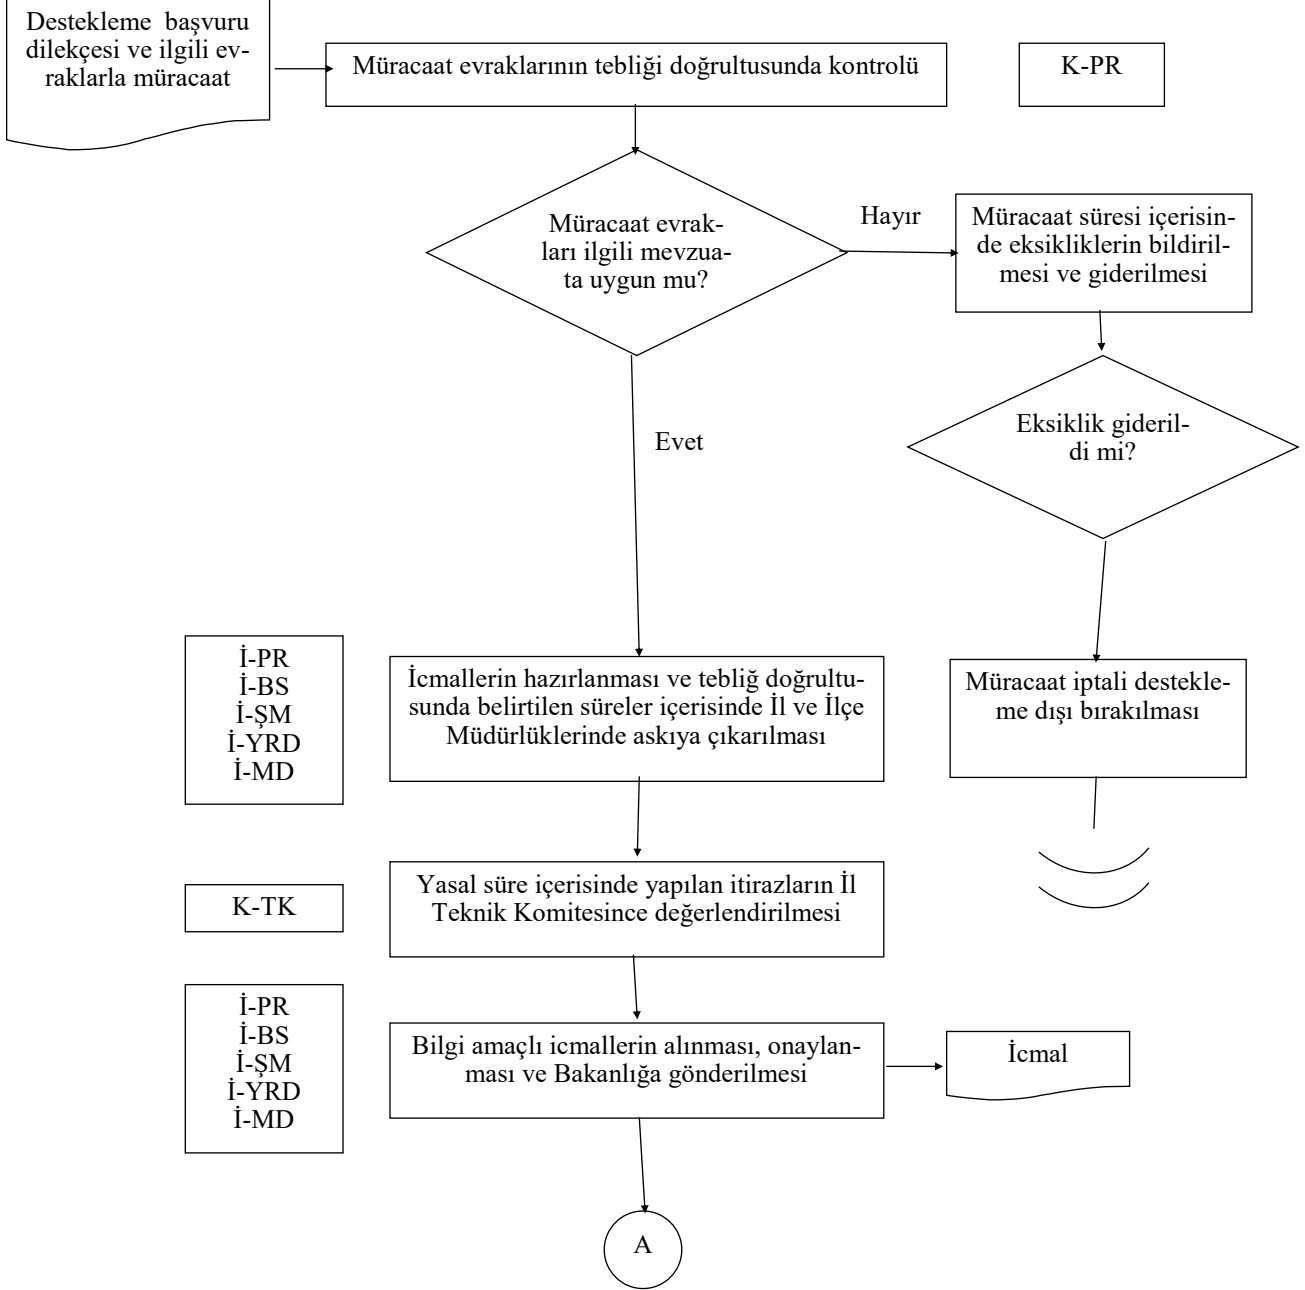 Destekleme başvuru
dilekçesi ve ilgili ev-
raklarla müracaat
Müracaat evraklarının tebliği doğrultusunda kontrolü
K-PR
Müracaat evrak-
ları ilgili mevzua-
ta uygun mu?
Hayır
Müracaat süresi içerisin-
de eksikliklerin bildiril-
mesi ve giderilmesi
Eksiklik gideril-
di mi?
Evet
İ-PR
İ-BS
İ-ŞM
İ-YRD
İ-MD
İcmallerin hazırlanması ve tebliğ doğrultu-
sunda belirtilen süreler içerisinde İl ve İlçe
Müdürlüklerinde askıya çıkarılması
Müracaat iptali destekle-
me dışı bırakılması
K-TK
Yasal süre içerisinde yapılan itirazların İl
Teknik Komitesince değerlendirilmesi
İ-PR
İ-BS
İ-ŞM
İ-YRD
İ-MD
Bilgi amaçlı icmallerin alınması, onaylan-
ması ve Bakanlığa gönderilmesi
İcmal
A